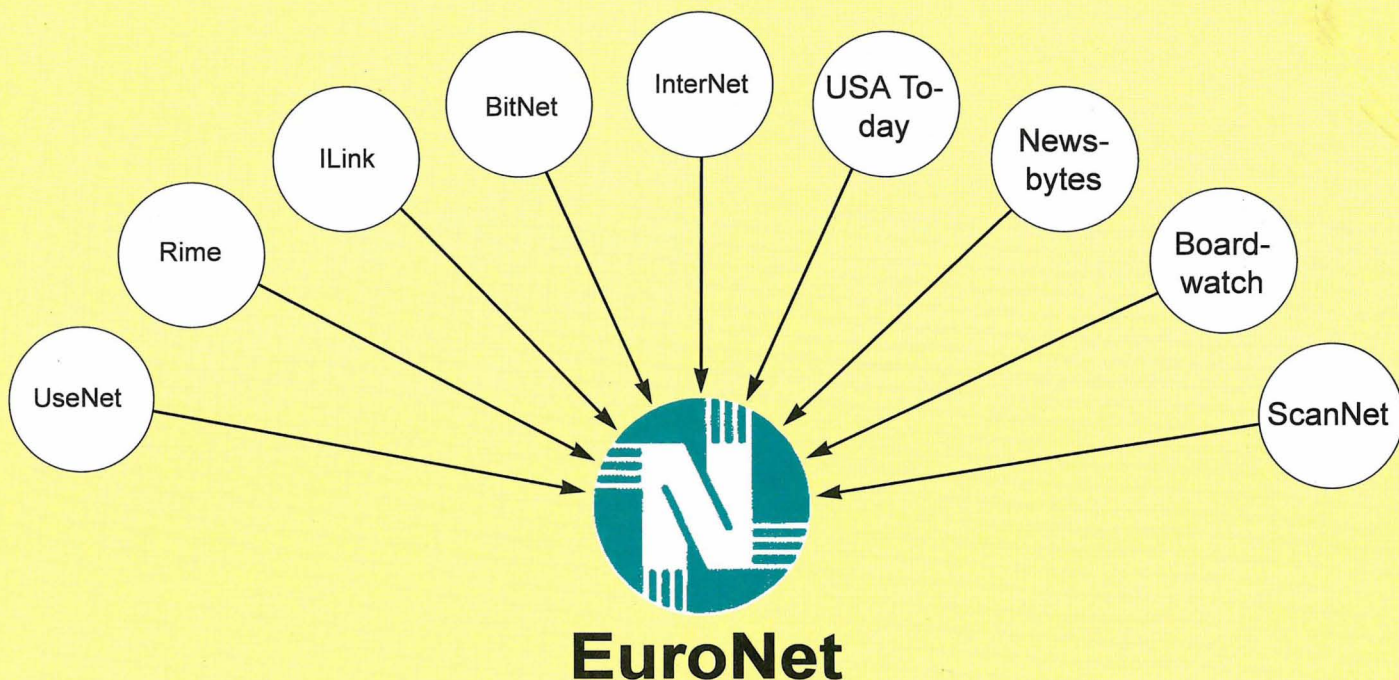 UseNet
Rime
ILink
BitNet
InterNet
USA To-
day
News-
bytes
Board-
watch
ScanNet
N
EuroNet